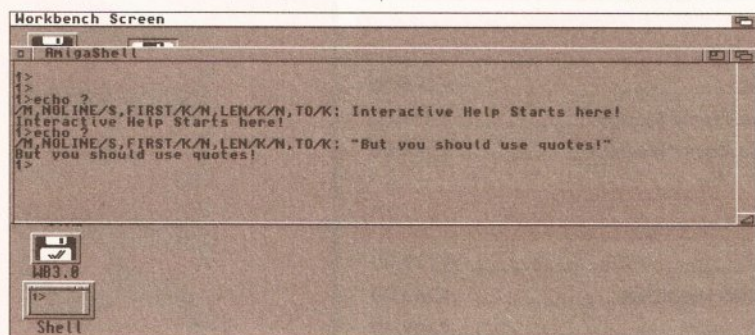 Workbench Screen
AmigaShell
1>
1>
1>echo ?
/M,NOLINE/S,FIRST/K/N,LEN/K/N,TO/K: Interactive Help Starts here!
Interactive Help Starts here!
1>echo ?
/M,NOLINE/S,FIRST/K/N,LEN/K/N,TO/K: "But you should use quotes!"
But you should use quotes!
1>
WB3.0
1>
Shell